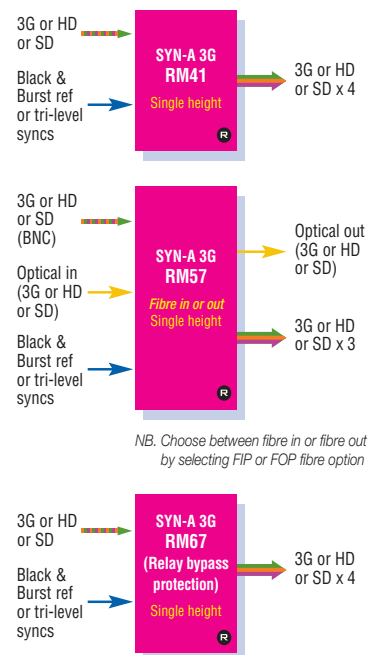 3G or HD
or SD
Black &
Burst ref
or tri-level
syncs
SYN-A 3G
RM41
Single height
R
3G or HD
or SD x 4
3G or HD
or SD
(BNC)
Optical in
(3G or HD
or SD)
Black &
Burst ref
or tri-level
syncs
SYN-A 3G
RM57
Fibre in or out
Single height
R
Optical out
(3G or HD
or SD)
3G or HD
or SD x 3
NB. Choose between fibre in or fibre out
by selecting FIP or FOP fibre option
3G or HD
or SD
Black &
Burst ref
or tri-level
syncs
SYN-A 3G
RM67
(Relay bypass
protection)
Single height
R
3G or HD
or SD x 4